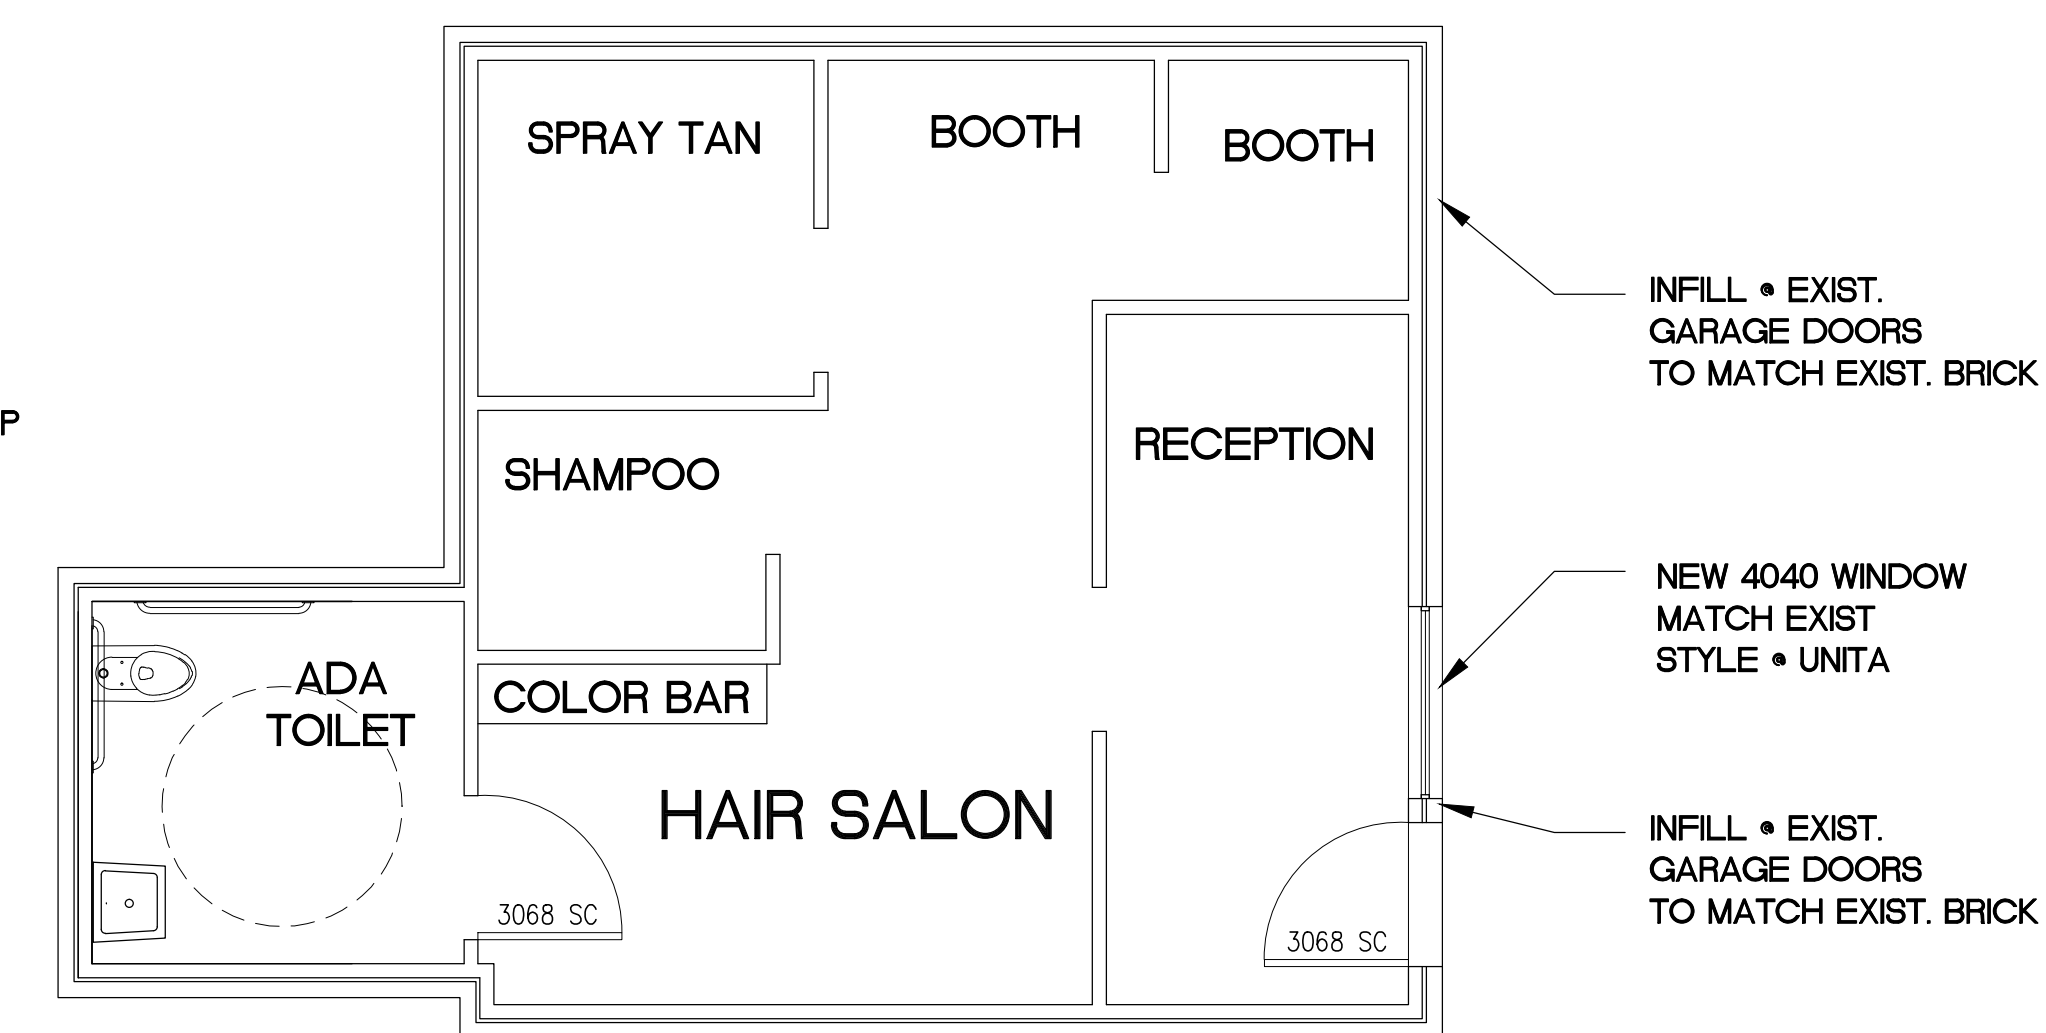 SPRAY TAN
BOOTH
BOOTH
INFILL @ EXIST.
GARAGE DOORS
TO MATCH EXIST. BRICK
P
RECEPTION
SHAMPOO
NEW 4040 WINDOW
MATCH EXIST
STYLE @ UNITA
ADA
TOILET
COLOR BAR
HAIR SALON
INFILL @ EXIST.
GARAGE DOORS
TO MATCH EXIST. BRICK
3068 SC
3068 SC